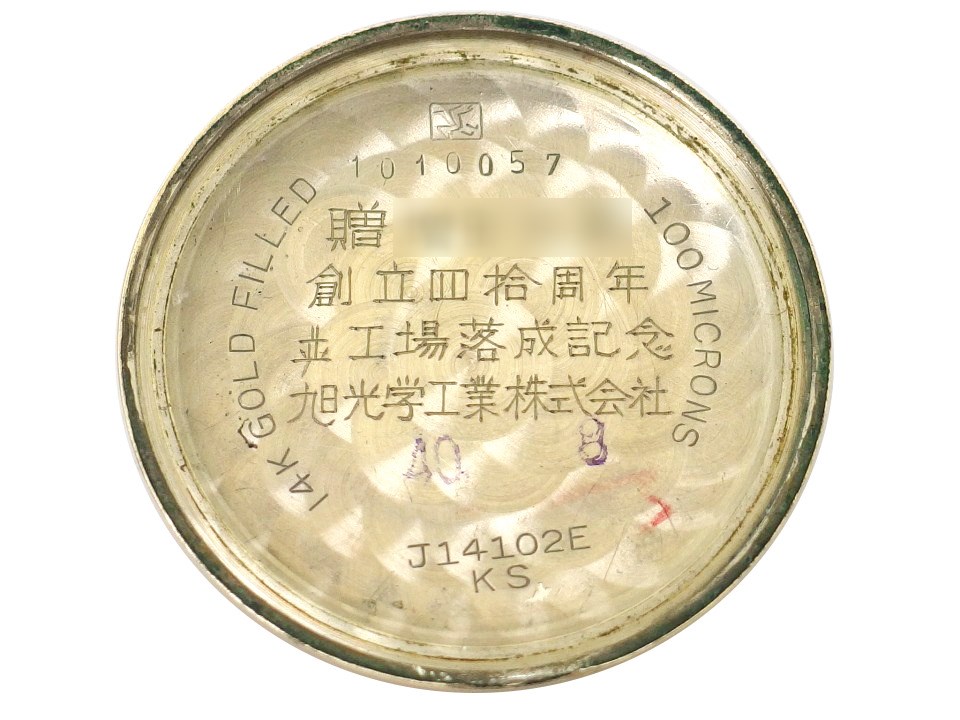 1010057
14K GOLD FILLED
100 MICRONS
贈
創立四拾周年
並工場落成記念
旭光学工業株式会社
40 8
J14102E
KS